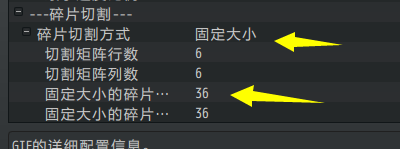 ---碎片切割---
碎片切割方式 固定大小
切割矩阵行数 6
切割矩阵列数 6
固定大小的碎片… 36
固定大小的碎片… 36
GIF的详细配置信息。